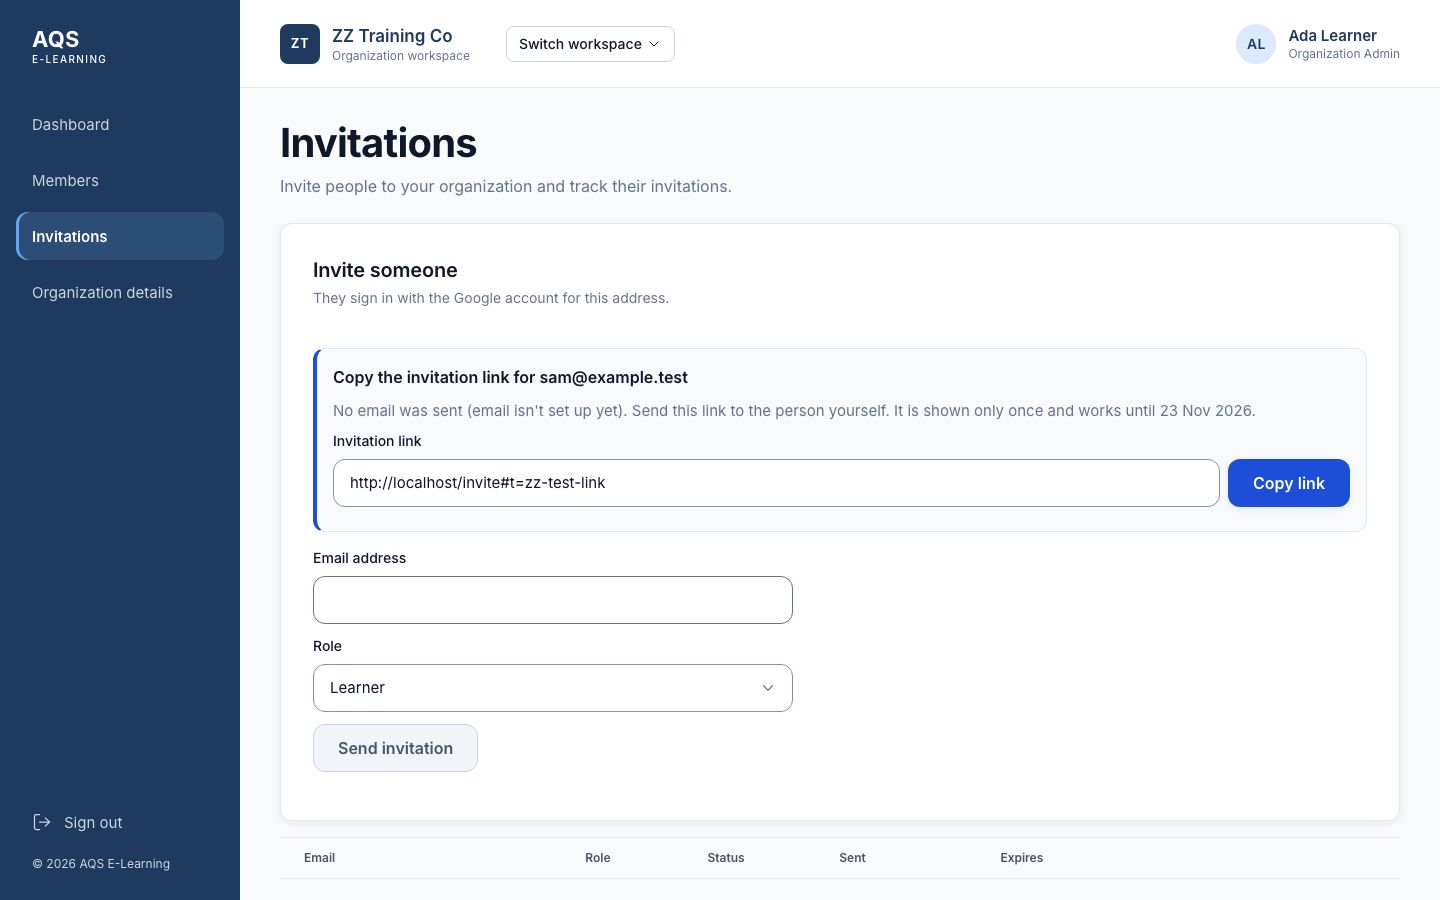 AQS
E-LEARNING
Dashboard
Members
Invitations
Organization details
Sign out
© 2026 AQS E-Learning
ZT
ZZ Training Co
Organization workspace
Switch workspace
AL
Ada Learner
Organization Admin
Invitations
Invite people to your organization and track their invitations.
Invite someone
They sign in with the Google account for this address.
Copy the invitation link for sam@example.test
No email was sent (email isn't set up yet). Send this link to the person yourself. It is shown only once and works until 23 Nov 2026.
Invitation link
http://localhost/invite#t=zz-test-link
Copy link
Email address
Role
Learner
Send invitation
Email Role Status Sent Expires